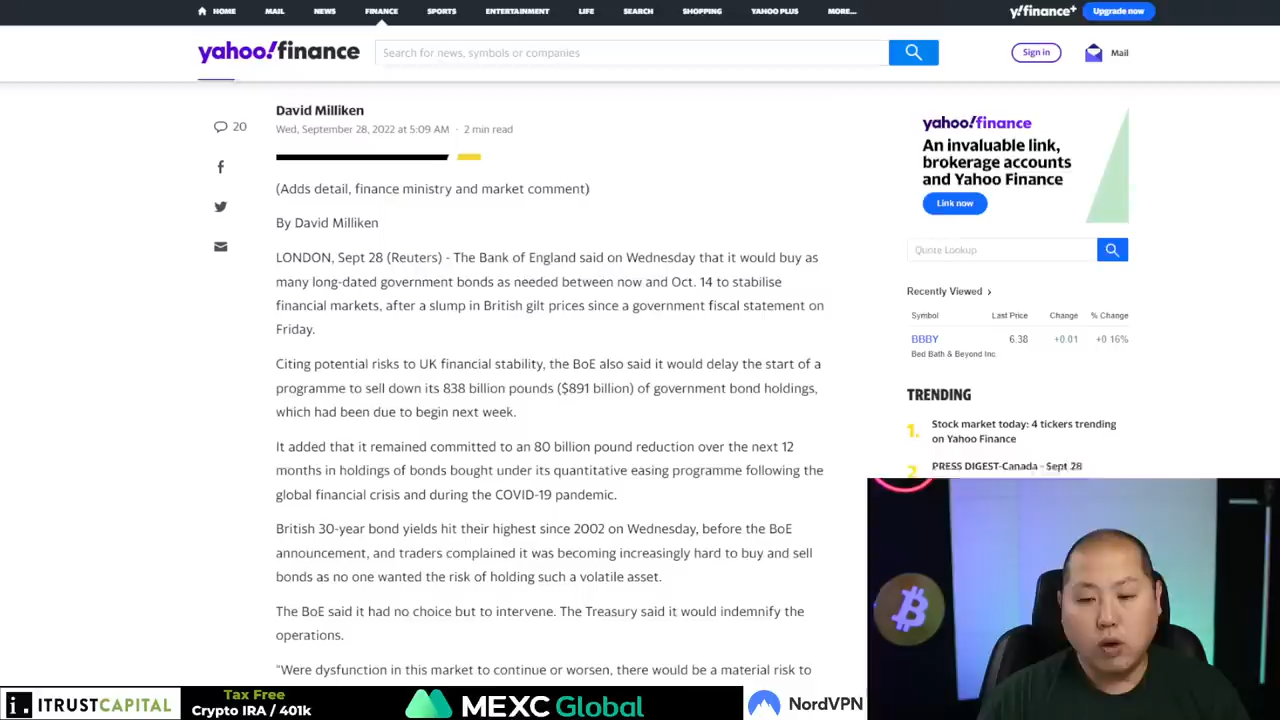 HOME MAIL NEWS FINANCE SPORTS ENTERTAINMENT LIFE SEARCH SHOPPING YAHOO PLUS MORE... y!finance+ Upgrade now
yahoo!finance Search for news, symbols or companies Sign in Mail
David Milliken
20
Wed, September 28, 2022 at 5:09 AM · 2 min read
(Adds detail, finance ministry and market comment)
By David Milliken
LONDON, Sept 28 (Reuters) - The Bank of England said on Wednesday that it would buy as
many long-dated government bonds as needed between now and Oct. 14 to stabilise
financial markets, after a slump in British gilt prices since a government fiscal statement on
Friday.
Citing potential risks to UK financial stability, the BoE also said it would delay the start of a
programme to sell down its 838 billion pounds ($891 billion) of government bond holdings,
which had been due to begin next week.
It added that it remained committed to an 80 billion pound reduction over the next 12
months in holdings of bonds bought under its quantitative easing programme following the
global financial crisis and during the COVID-19 pandemic.
British 30-year bond yields hit their highest since 2002 on Wednesday, before the BoE
announcement, and traders complained it was becoming increasingly hard to buy and sell
bonds as no one wanted the risk of holding such a volatile asset.
The BoE said it had no choice but to intervene. The Treasury said it would indemnify the
operations.
"Were dysfunction in this market to continue or worsen, there would be a material risk to
yahoo!finance
An invaluable link,
brokerage accounts
and Yahoo Finance
Link now
Quote Lookup
Recently Viewed ›
Symbol Last Price Change % Change
BBBY 6.38 +0.01 +0.16%
Bed Bath & Beyond Inc
TRENDING
1. Stock market today: 4 tickers trending
on Yahoo Finance
2. PRESS DIGEST-Canada - Sept 28
i. ITRUSTCAPITAL
Tax Free
Crypto IRA / 401k
MEXC Global
NordVPN